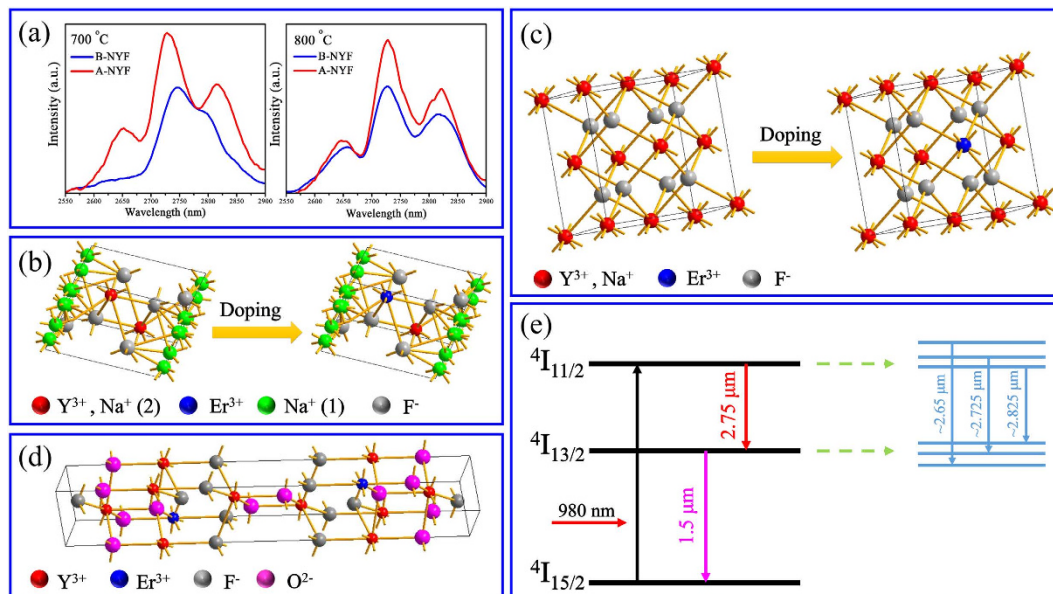 (a)
700 °C
B-NYF
A-NYF
Intensity (a.u.)
2550 2600 2650 2700 2750 2800 2850 2900
Wavelength (nm)
800 °C
B-NYF
A-NYF
Intensity (a.u.)
2550 2600 2650 2700 2750 2800 2850 2900
Wavelength (nm)
(b)
Doping
Y³⁺, Na⁺ (2) Er³⁺ Na⁺ (1) F⁻
(d)
Y³⁺ Er³⁺ F⁻ O²⁻
(c)
Doping
Y³⁺, Na⁺ Er³⁺ F⁻
(e)
⁴I₁₁/₂
2.75 μm
⁴I₁₃/₂
980 nm
1.5 μm
⁴I₁₅/₂
~2.65 μm
~2.725 μm
~2.825 μm